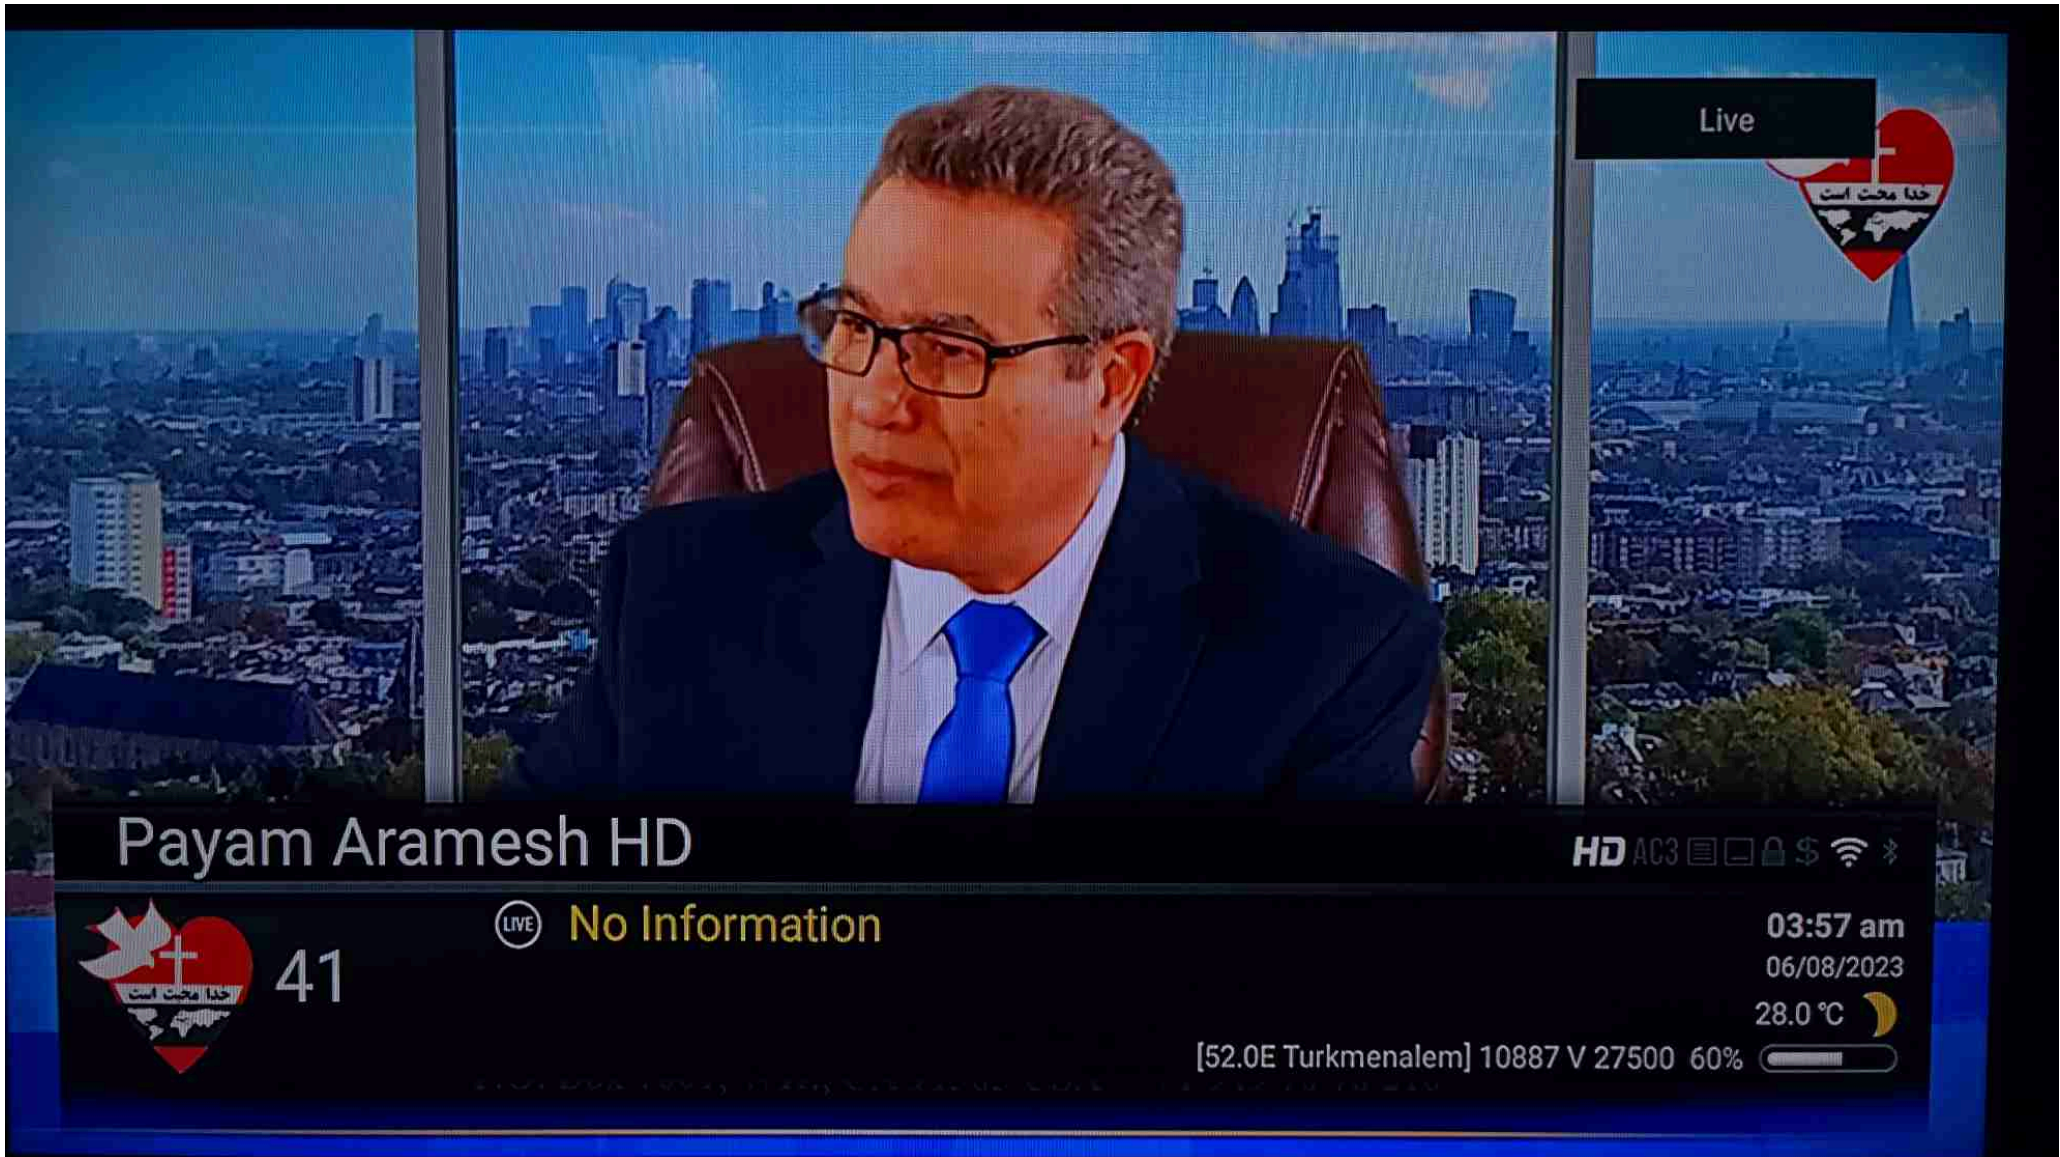 Live
خدا محبت است
Payam Aramesh HD
HD AC3
LIVE No Information
41
خدا محبت است
03:57 am
06/08/2023
28.0 °C
[52.0E Turkmenalem] 10887 V 27500 60%